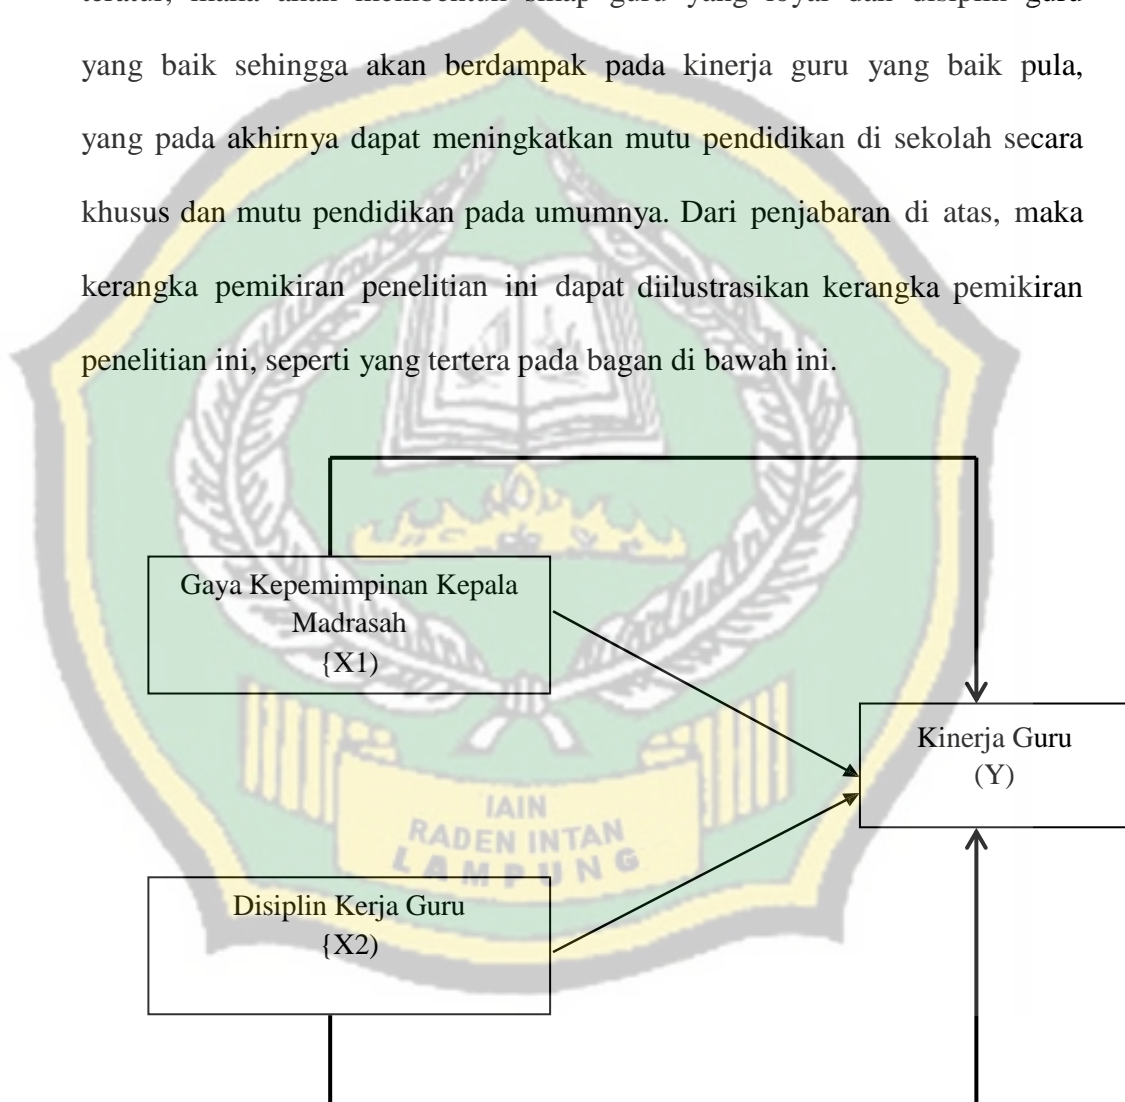 teratur, maka akan membentuk sikap guru yang loyal dan disiplin guru
yang baik sehingga akan berdampak pada kinerja guru yang baik pula,
yang pada akhirnya dapat meningkatkan mutu pendidikan di sekolah secara
khusus dan mutu pendidikan pada umumnya. Dari penjabaran di atas, maka
kerangka pemikiran penelitian ini dapat diilustrasikan kerangka pemikiran
penelitian ini, seperti yang tertera pada bagan di bawah ini.
Gaya Kepemimpinan Kepala
Madrasah
{X1)
Kinerja Guru
(Y)
IAIN
RADEN INTAN
LAMPUNG
Disiplin Kerja Guru
{X2)